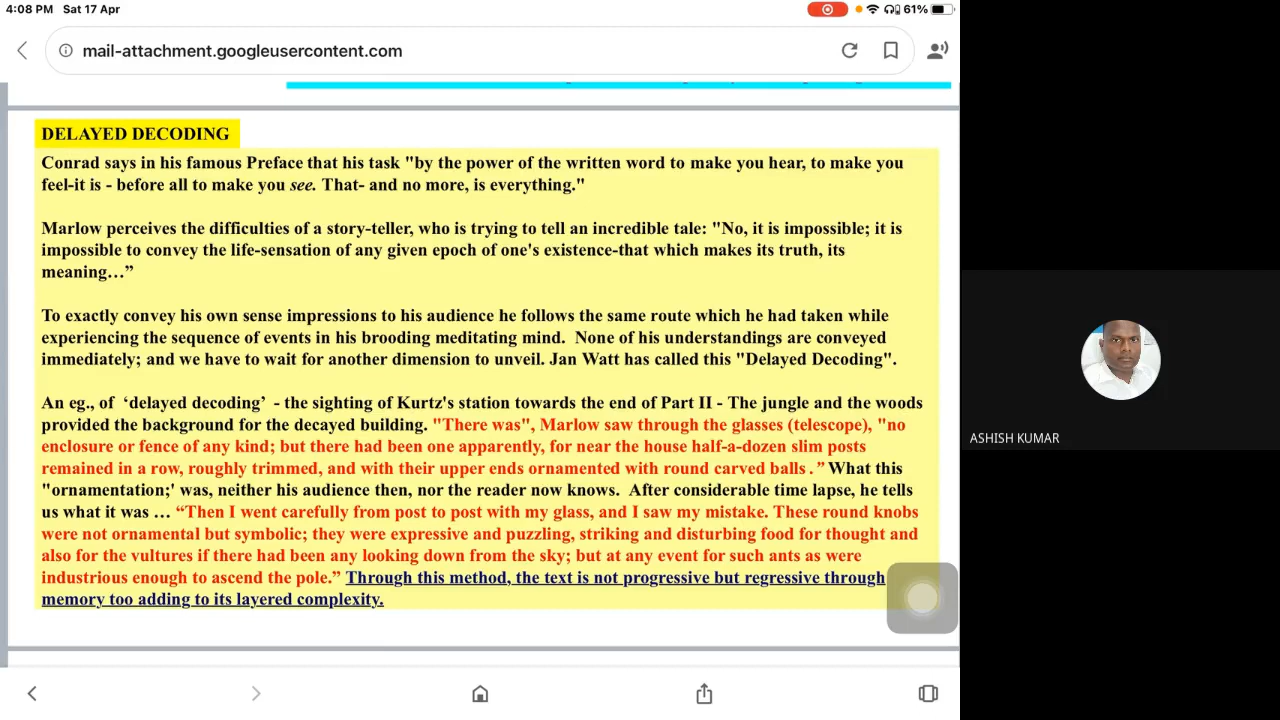 4:08 PM Sat 17 Apr
61%
mail-attachment.googleusercontent.com
DELAYED DECODING
Conrad says in his famous Preface that his task "by the power of the written word to make you hear, to make you
feel-it is - before all to make you see. That- and no more, is everything."
Marlow perceives the difficulties of a story-teller, who is trying to tell an incredible tale: "No, it is impossible; it is
impossible to convey the life-sensation of any given epoch of one's existence-that which makes its truth, its
meaning…”
To exactly convey his own sense impressions to his audience he follows the same route which he had taken while
experiencing the sequence of events in his brooding meditating mind. None of his understandings are conveyed
immediately; and we have to wait for another dimension to unveil. Jan Watt has called this "Delayed Decoding".
An eg., of ‘delayed decoding’ - the sighting of Kurtz's station towards the end of Part II - The jungle and the woods
provided the background for the decayed building. "There was", Marlow saw through the glasses (telescope), "no
enclosure or fence of any kind; but there had been one apparently, for near the house half-a-dozen slim posts
remained in a row, roughly trimmed, and with their upper ends ornamented with round carved balls .” What this
"ornamentation;' was, neither his audience then, nor the reader now knows. After considerable time lapse, he tells
us what it was … “Then I went carefully from post to post with my glass, and I saw my mistake. These round knobs
were not ornamental but symbolic; they were expressive and puzzling, striking and disturbing food for thought and
also for the vultures if there had been any looking down from the sky; but at any event for such ants as were
industrious enough to ascend the pole.” Through this method, the text is not progressive but regressive through
memory too adding to its layered complexity.
ASHISH KUMAR